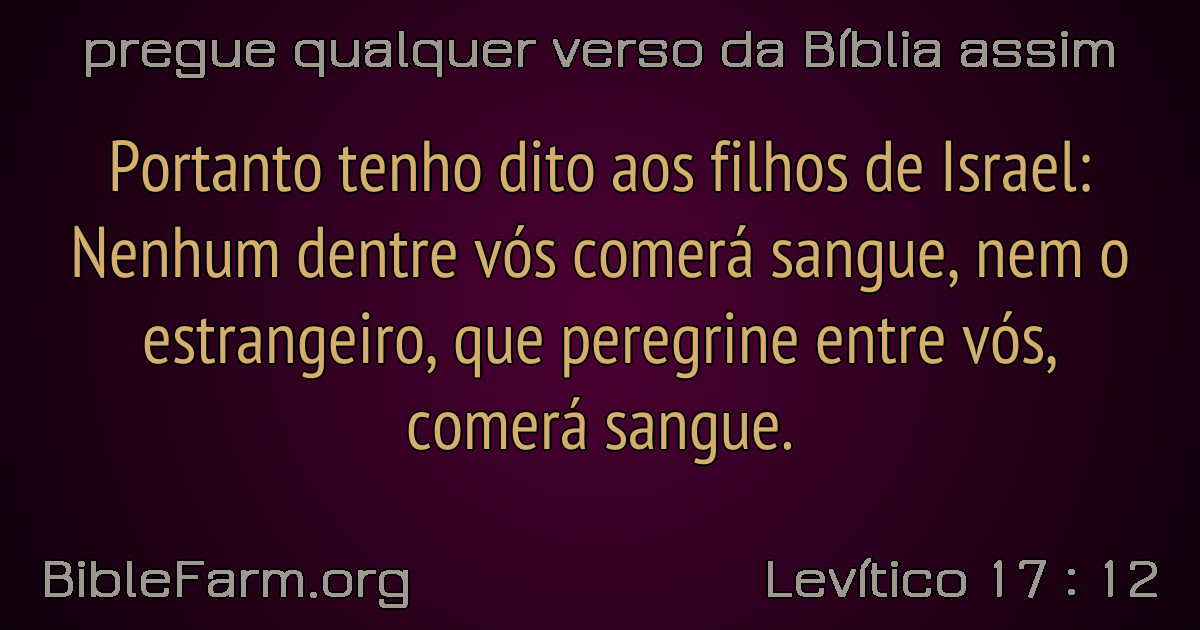 pregue qualquer verso da Bíblia assim
Portanto tenho dito aos filhos de Israel:
Nenhum dentre vós comerá sangue, nem o
estrangeiro, que peregrine entre vós,
comerá sangue.
BibleFarm.org
Levítico 17 : 12